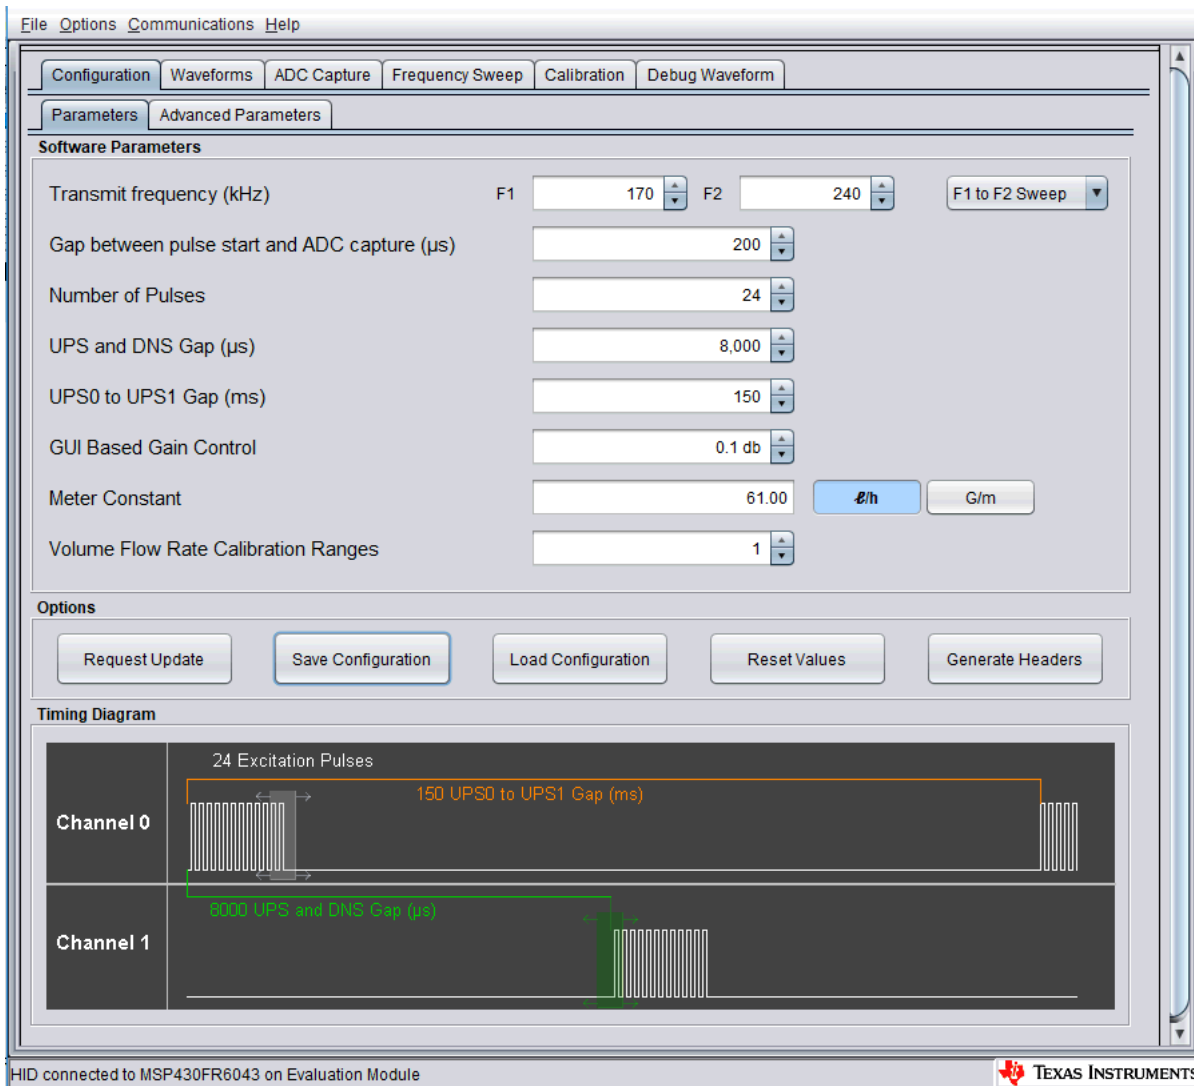 File Options Communications Help
Configuration Waveforms ADC Capture Frequency Sweep Calibration Debug Waveform
Parameters Advanced Parameters
Software Parameters
Transmit frequency (kHz) F1 170 F2 240 F1 to F2 Sweep
Gap between pulse start and ADC capture (µs) 200
Number of Pulses 24
UPS and DNS Gap (µs) 8,000
UPS0 to UPS1 Gap (ms) 150
GUI Based Gain Control 0.1 db
Meter Constant 61.00 ℓ/h G/m
Volume Flow Rate Calibration Ranges 1
Options
Request Update Save Configuration Load Configuration Reset Values Generate Headers
Timing Diagram
24 Excitation Pulses
150 UPS0 to UPS1 Gap (ms)
Channel 0
8000 UPS and DNS Gap (µs)
Channel 1
HID connected to MSP430FR6043 on Evaluation Module TEXAS INSTRUMENTS